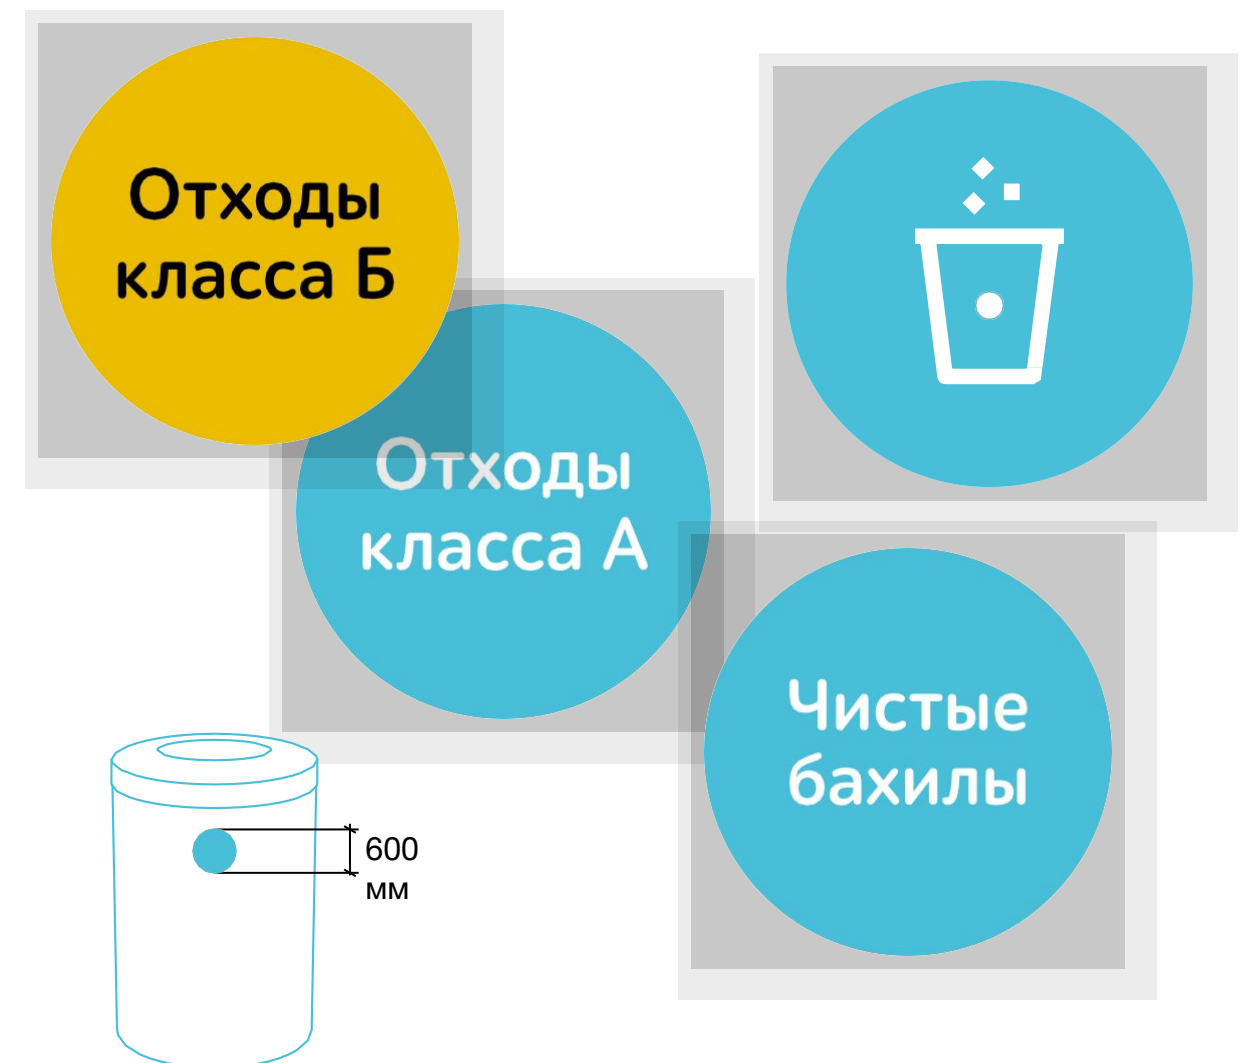 Отходы
класса Б
Отходы
класса А
Чистые
бахилы
600
мм